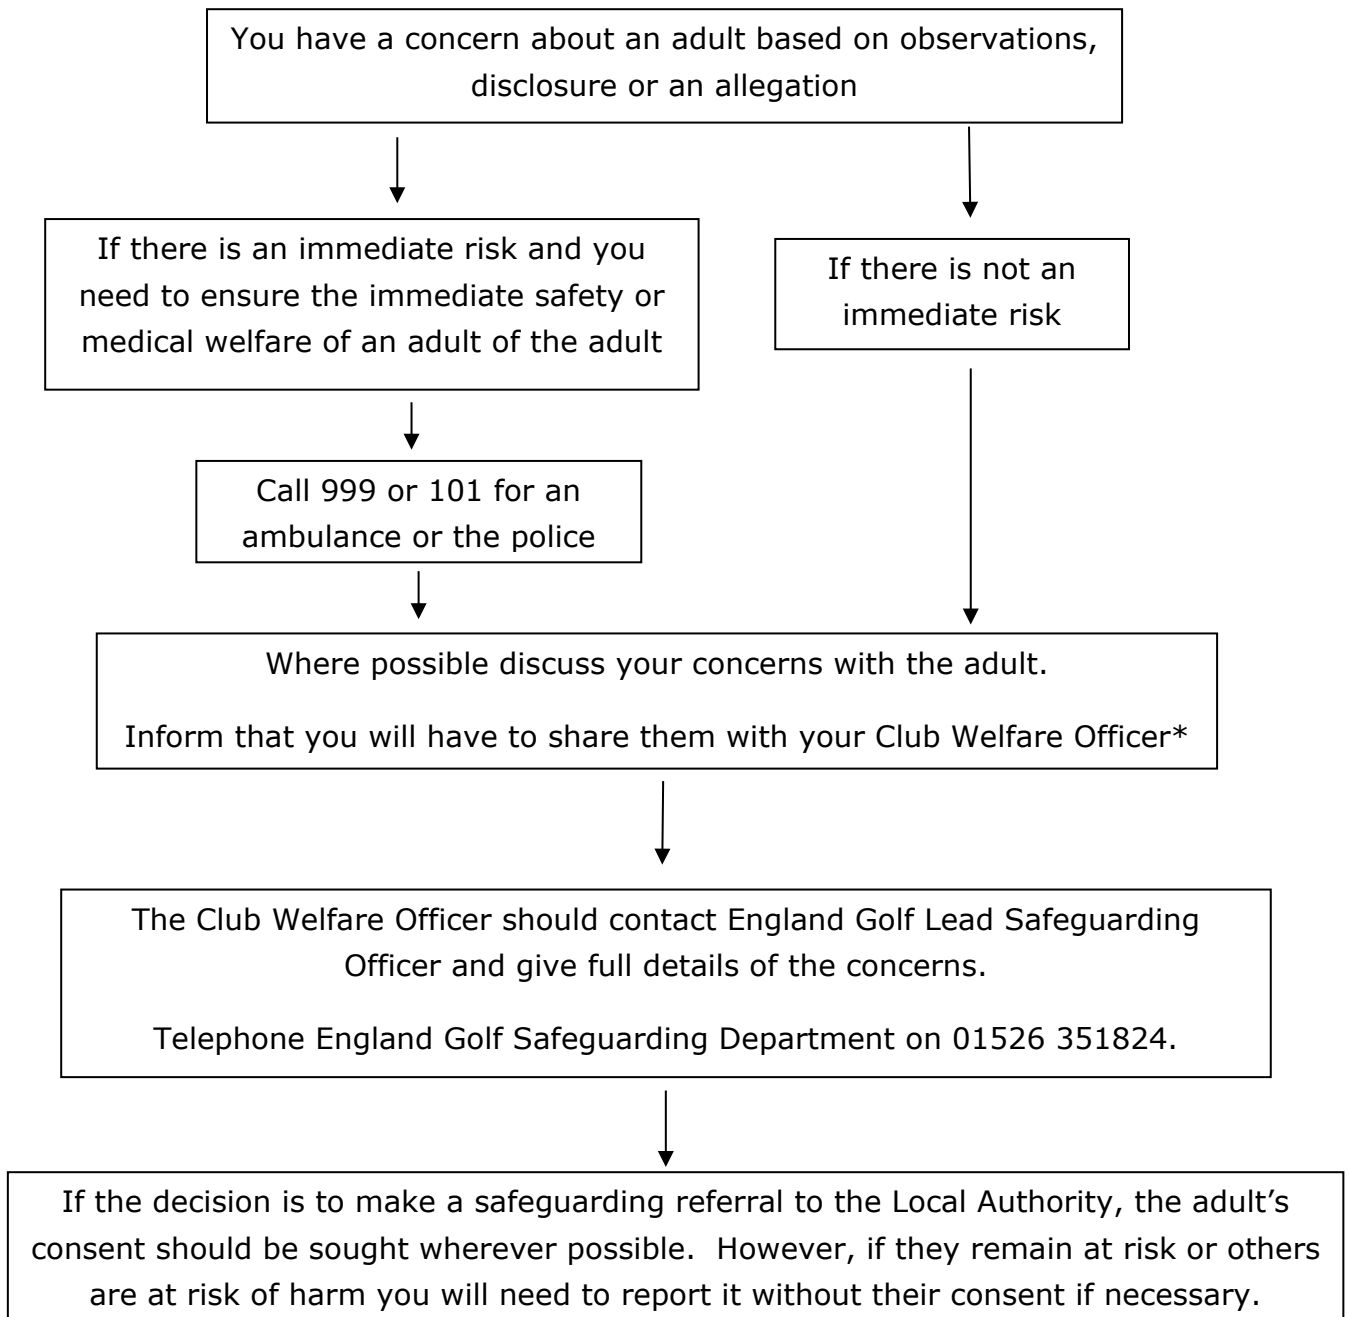 You have a concern about an adult based on observations,
disclosure or an allegation
If there is an immediate risk and you
need to ensure the immediate safety or
medical welfare of an adult of the adult
If there is not an
immediate risk
Call 999 or 101 for an
ambulance or the police
Where possible discuss your concerns with the adult.
Inform that you will have to share them with your Club Welfare Officer*
The Club Welfare Officer should contact England Golf Lead Safeguarding
Officer and give full details of the concerns.
Telephone England Golf Safeguarding Department on 01526 351824.
If the decision is to make a safeguarding referral to the Local Authority, the adult’s
consent should be sought wherever possible.  However, if they remain at risk or others
are at risk of harm you will need to report it without their consent if necessary.